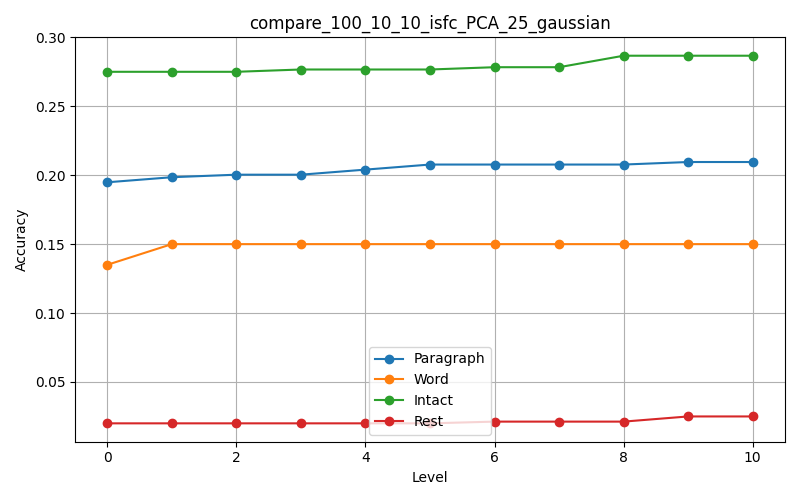 compare_100_10_10_isfc_PCA_25_gaussian
0.30
0.25
0.20
0.15
0.10
0.05
Accuracy
Paragraph
Word
Intact
Rest
0 2 4 6 8 10
Level